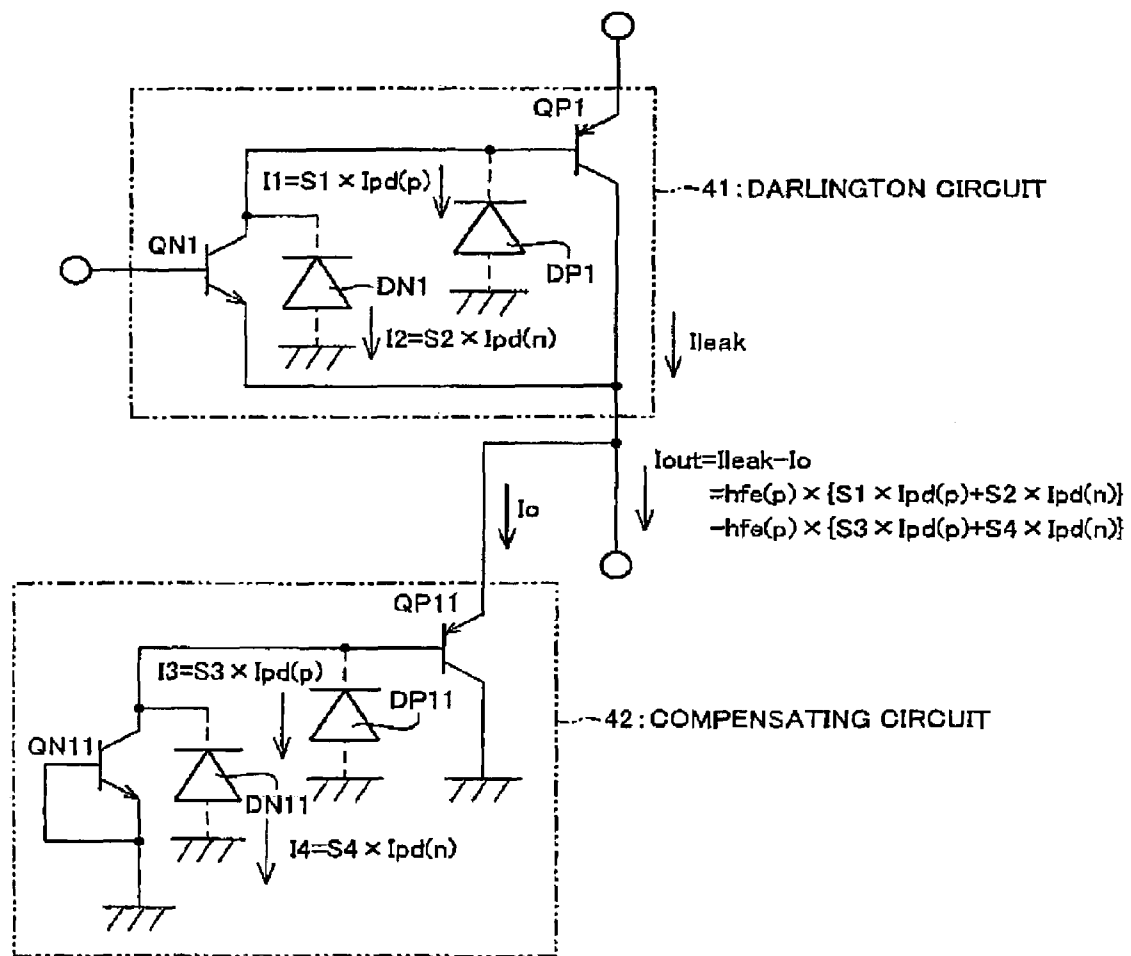 QP1
I1=S1×Ipd(p)
41:DARLINGTON CIRCUIT
QN1
DP1
DN1
I2=S2×Ipd(n)
Ileak
Iout=Ileak-Io
=hfe(p)×{S1×Ipd(p)+S2×Ipd(n)}
-hfe(p)×{S3×Ipd(p)+S4×Ipd(n)}
Io
QP11
I3=S3×Ipd(p)
DP11
42:COMPENSATING CIRCUIT
QN11
DN11
I4=S4×Ipd(n)